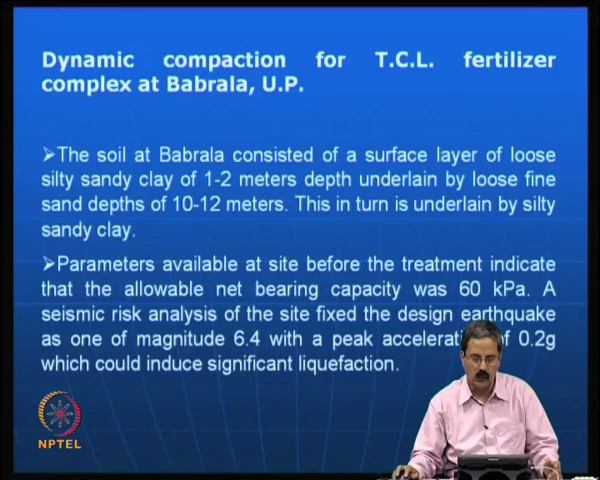 Dynamic compaction for T.C.L. fertilizer
complex at Babrala, U.P.
➢The soil at Babrala consisted of a surface layer of loose
silty sandy clay of 1-2 meters depth underlain by loose fine
sand depths of 10-12 meters. This in turn is underlain by silty
sandy clay.
➢Parameters available at site before the treatment indicate
that the allowable net bearing capacity was 60 kPa. A
seismic risk analysis of the site fixed the design earthquake
as one of magnitude 6.4 with a peak 0.2g
which could induce significant liquefaction.
NPTEL